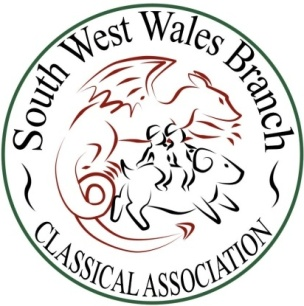 South West Wales Branch
CLASSICAL ASSOCIATION